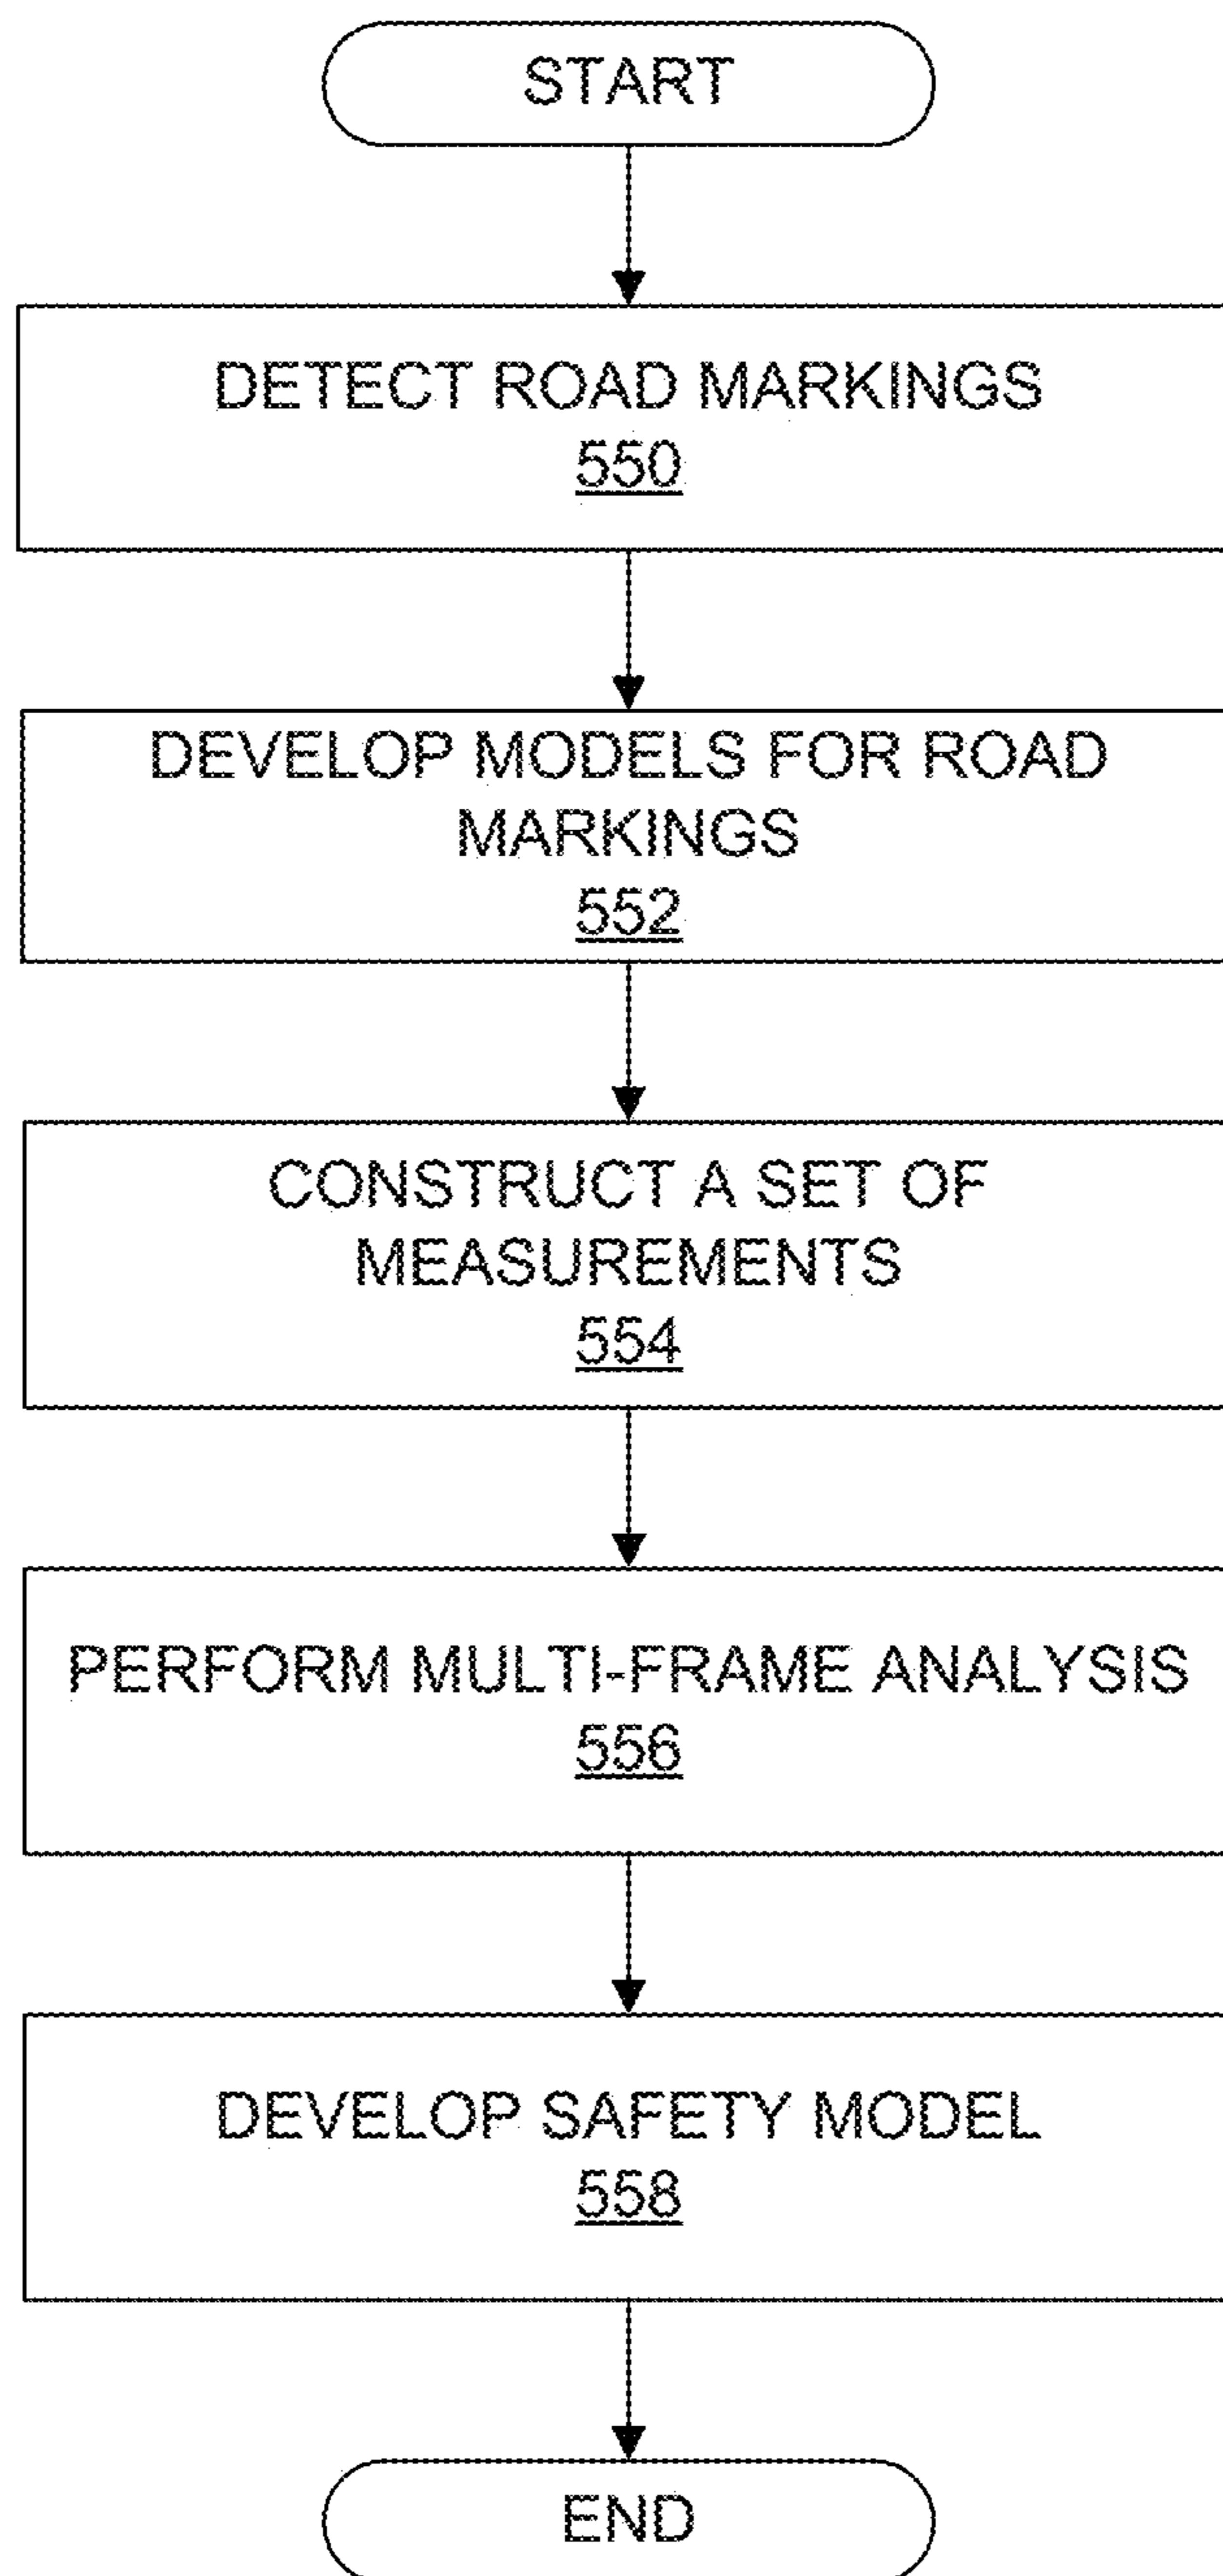 START
DETECT ROAD MARKINGS
550
DEVELOP MODELS FOR ROAD
MARKINGS
552
CONSTRUCT A SET OF
MEASUREMENTS
554
PERFORM MULTI-FRAME ANALYSIS
556
DEVELOP SAFETY MODEL
558
END